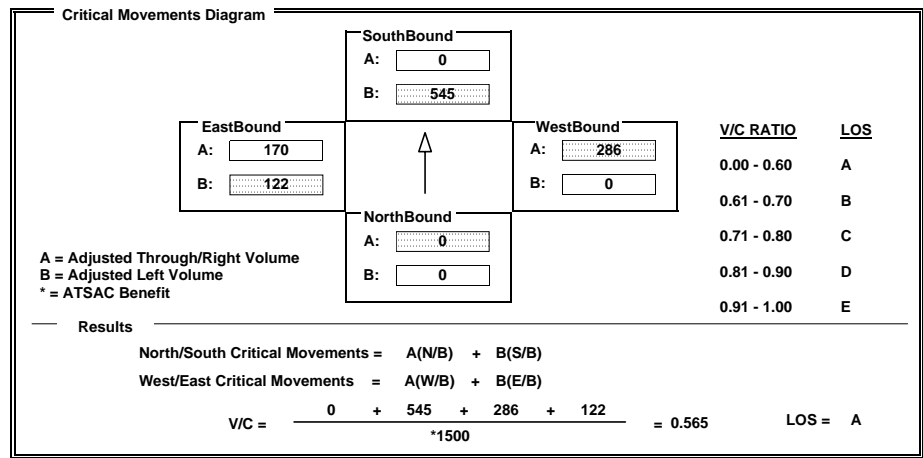 Critical Movements Diagram
SouthBound
A: 0
B: 545
EastBound
A: 170
B: 122
WestBound
A: 286
B: 0
NorthBound
A: 0
B: 0
V/C RATIO LOS
0.00 - 0.60 A
0.61 - 0.70 B
0.71 - 0.80 C
0.81 - 0.90 D
0.91 - 1.00 E
A = Adjusted Through/Right Volume
B = Adjusted Left Volume
* = ATSAC Benefit
Results
North/South Critical Movements = A(N/B) + B(S/B)
West/East Critical Movements = A(W/B) + B(E/B)
V/C = 0 + 545 + 286 + 122 = 0.565 LOS = A
*1500